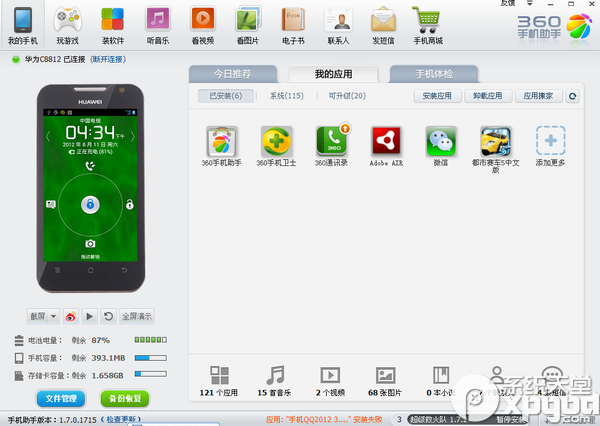 反馈
我的手机 玩游戏 装软件 听音乐 看视频 看图片 电子书 联系人 发短信 手机商城
360
手机助手
华为C8812 已连接 (断开连接)
今日推荐 我的应用 手机体检
已安装(6) 系统(115) 可升级(20) 安装应用 卸载应用 应用搬家
HUAWEI
中国电信
04:34 下午
2012 年 8 月 11 日 周六
正在充电 (81%)
拖动解锁
360手机助手 360手机卫士 360通讯录 Adobe AIR 微信 都市赛车5中文版 添加更多
截屏 全屏演示
电池电量: 剩余 87%
手机容量: 剩余 393.1MB
存储卡容量: 剩余 1.658GB
文件管理 备份恢复
121 个应用 15 首音乐 2 个视频 68 张图片 0 本小
系统天堂
xpgod
手机助手版本: 1.7.0.1715 (检查更新)
应用: "手机QQ2012 3...." 安装失败 3 超级救火队 1.7 暂停安装